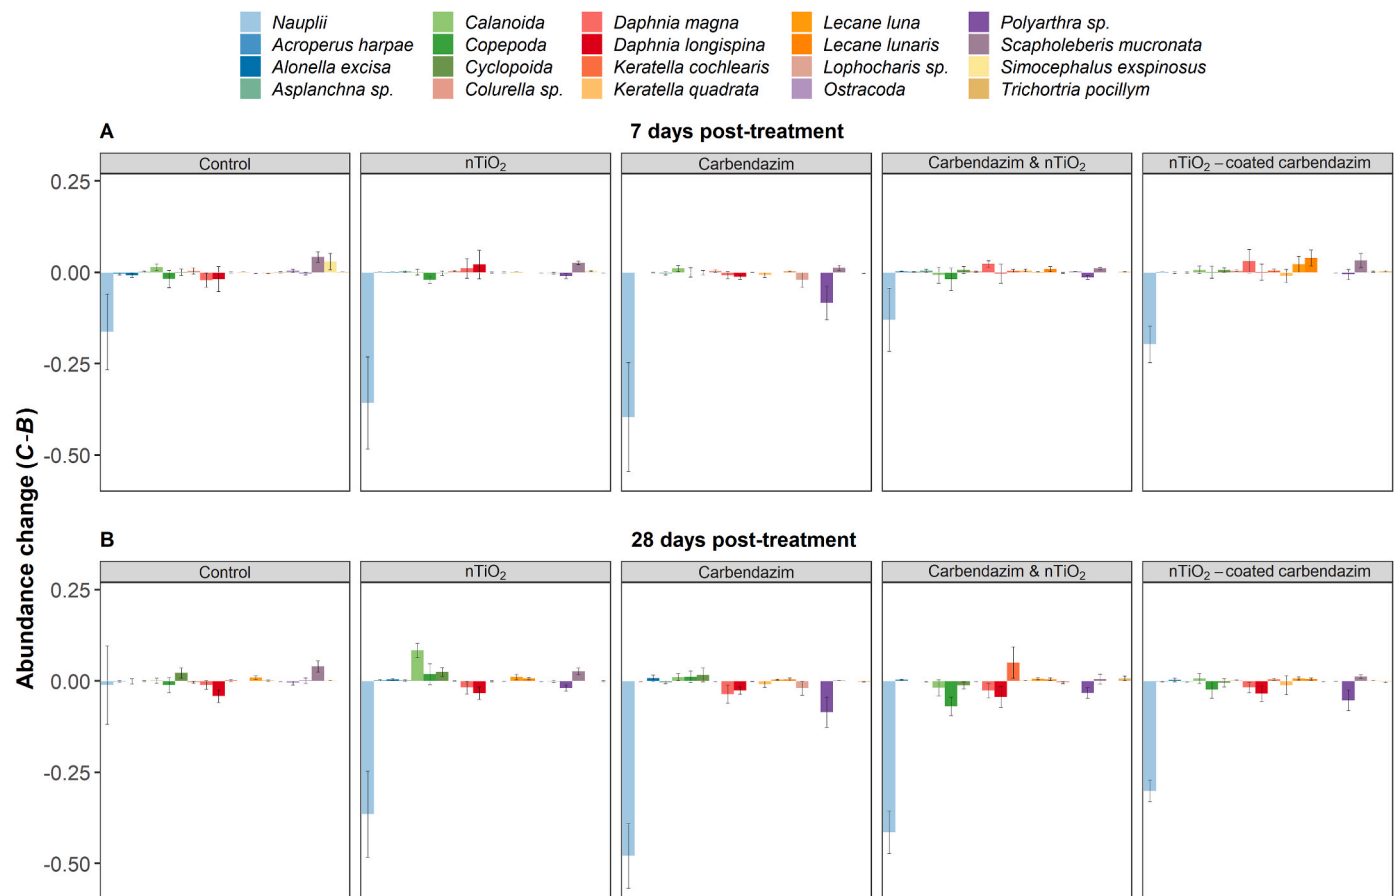 Nauplii Calanoida Daphnia magna Lecane luna Polyarthra sp.
Acroperus harpae Copepoda Daphnia longispina Lecane lunaris Scapholeberis mucronata
Alonella excisa Cyclopoida Keratella cochlearis Lophocharis sp. Simocephalus exspinosus
Asplanchna sp. Colurella sp. Keratella quadrata Ostracoda Trichortria pocillym
A 7 days post-treatment
Control nTiO₂ Carbendazim Carbendazim & nTiO₂ nTiO₂ – coated carbendazim
0.25
0.00
-0.25
-0.50
Abundance change (C-B)
B 28 days post-treatment
Control nTiO₂ Carbendazim Carbendazim & nTiO₂ nTiO₂ – coated carbendazim
0.25
0.00
-0.25
-0.50